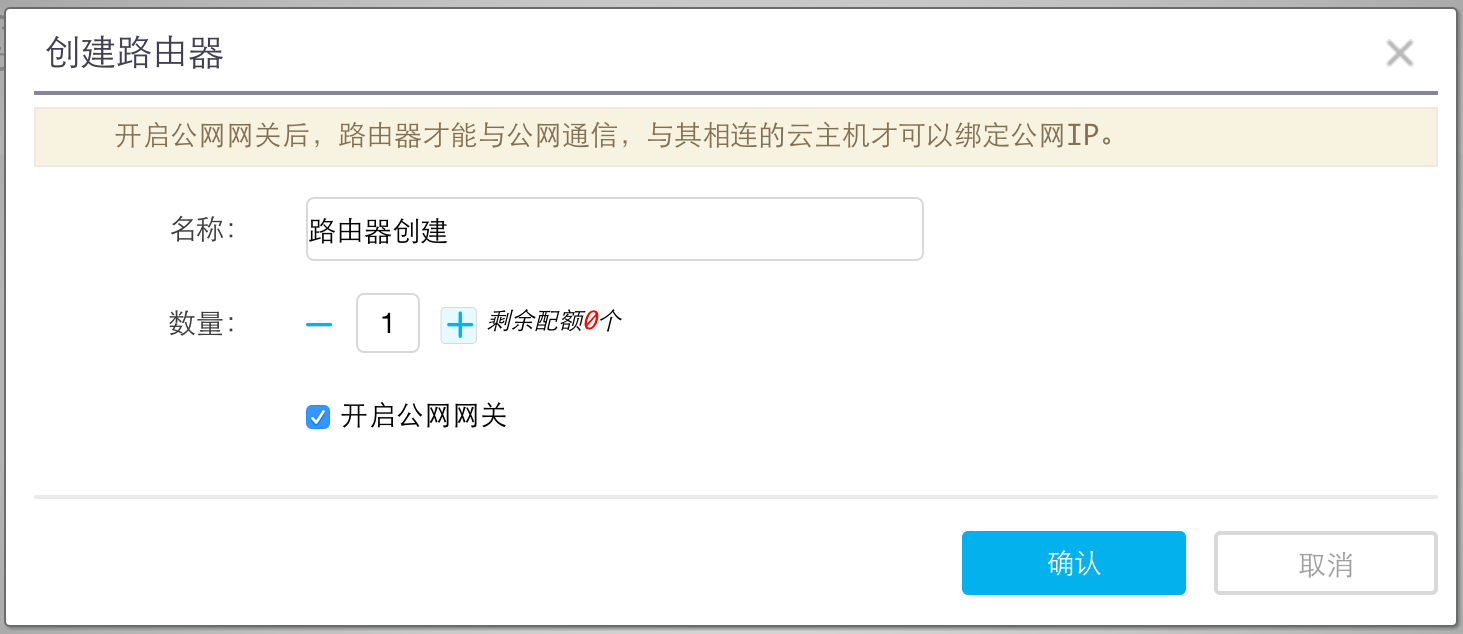 创建路由器
开启公网网关后，路由器才能与公网通信，与其相连的云主机才可以绑定公网IP。
名称：
路由器创建
数量：
1
剩余配额0个
开启公网网关
确认
取消